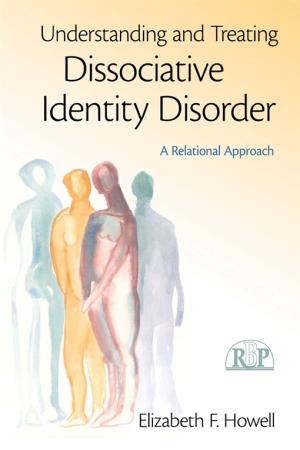 Understanding and Treating
Dissociative
Identity Disorder
A Relational Approach
RBP
Elizabeth F. Howell